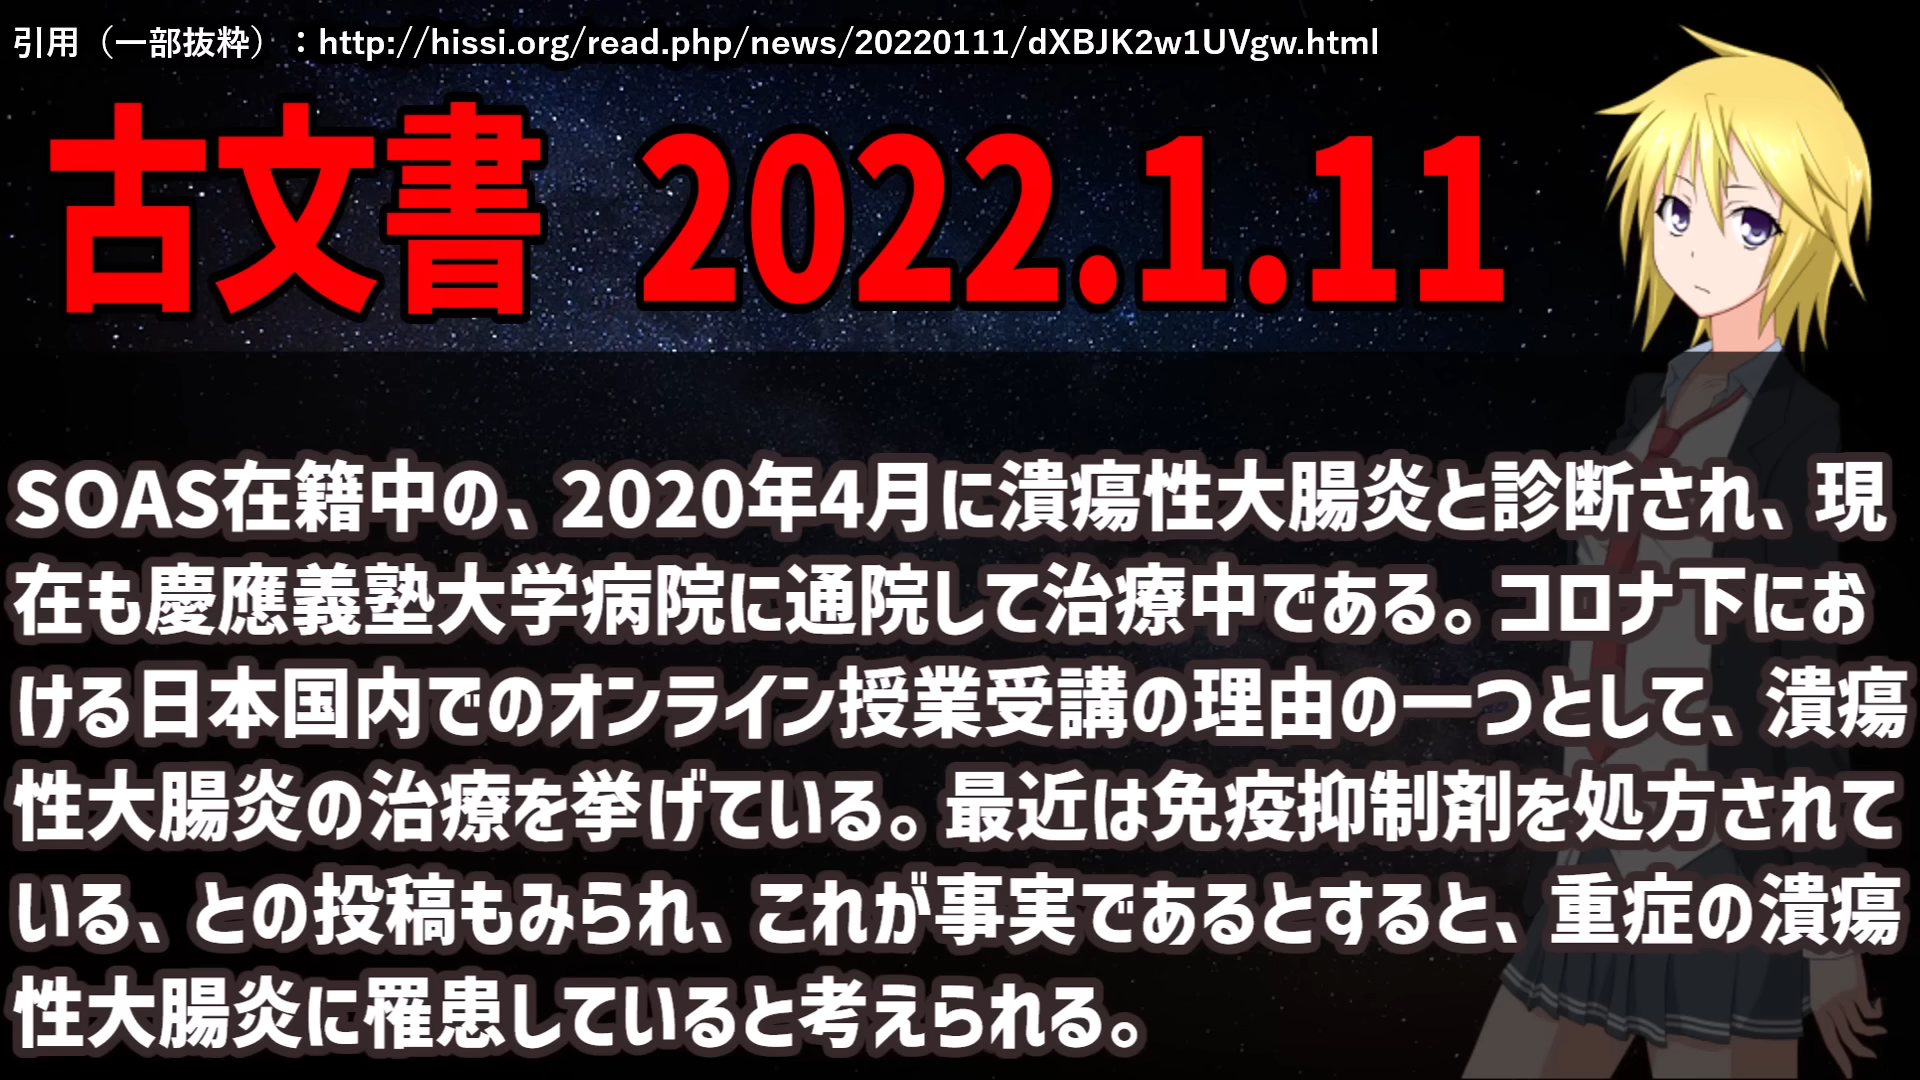 引用（一部抜粋）：http://hissi.org/read.php/news/20220111/dXBJK2w1UVgw.html
古文書 2022.1.11
SOAS在籍中の、2020年4月に潰瘍性大腸炎と診断され、現
在も慶應義塾大学病院に通院して治療中である。コロナ下にお
ける日本国内でのオンライン授業受講の理由の一つとして、潰瘍
性大腸炎の治療を挙げている。最近は免疫抑制剤を処方されて
いる、との投稿もみられ、これが事実であるとすると、重症の潰瘍
性大腸炎に罹患していると考えられる。